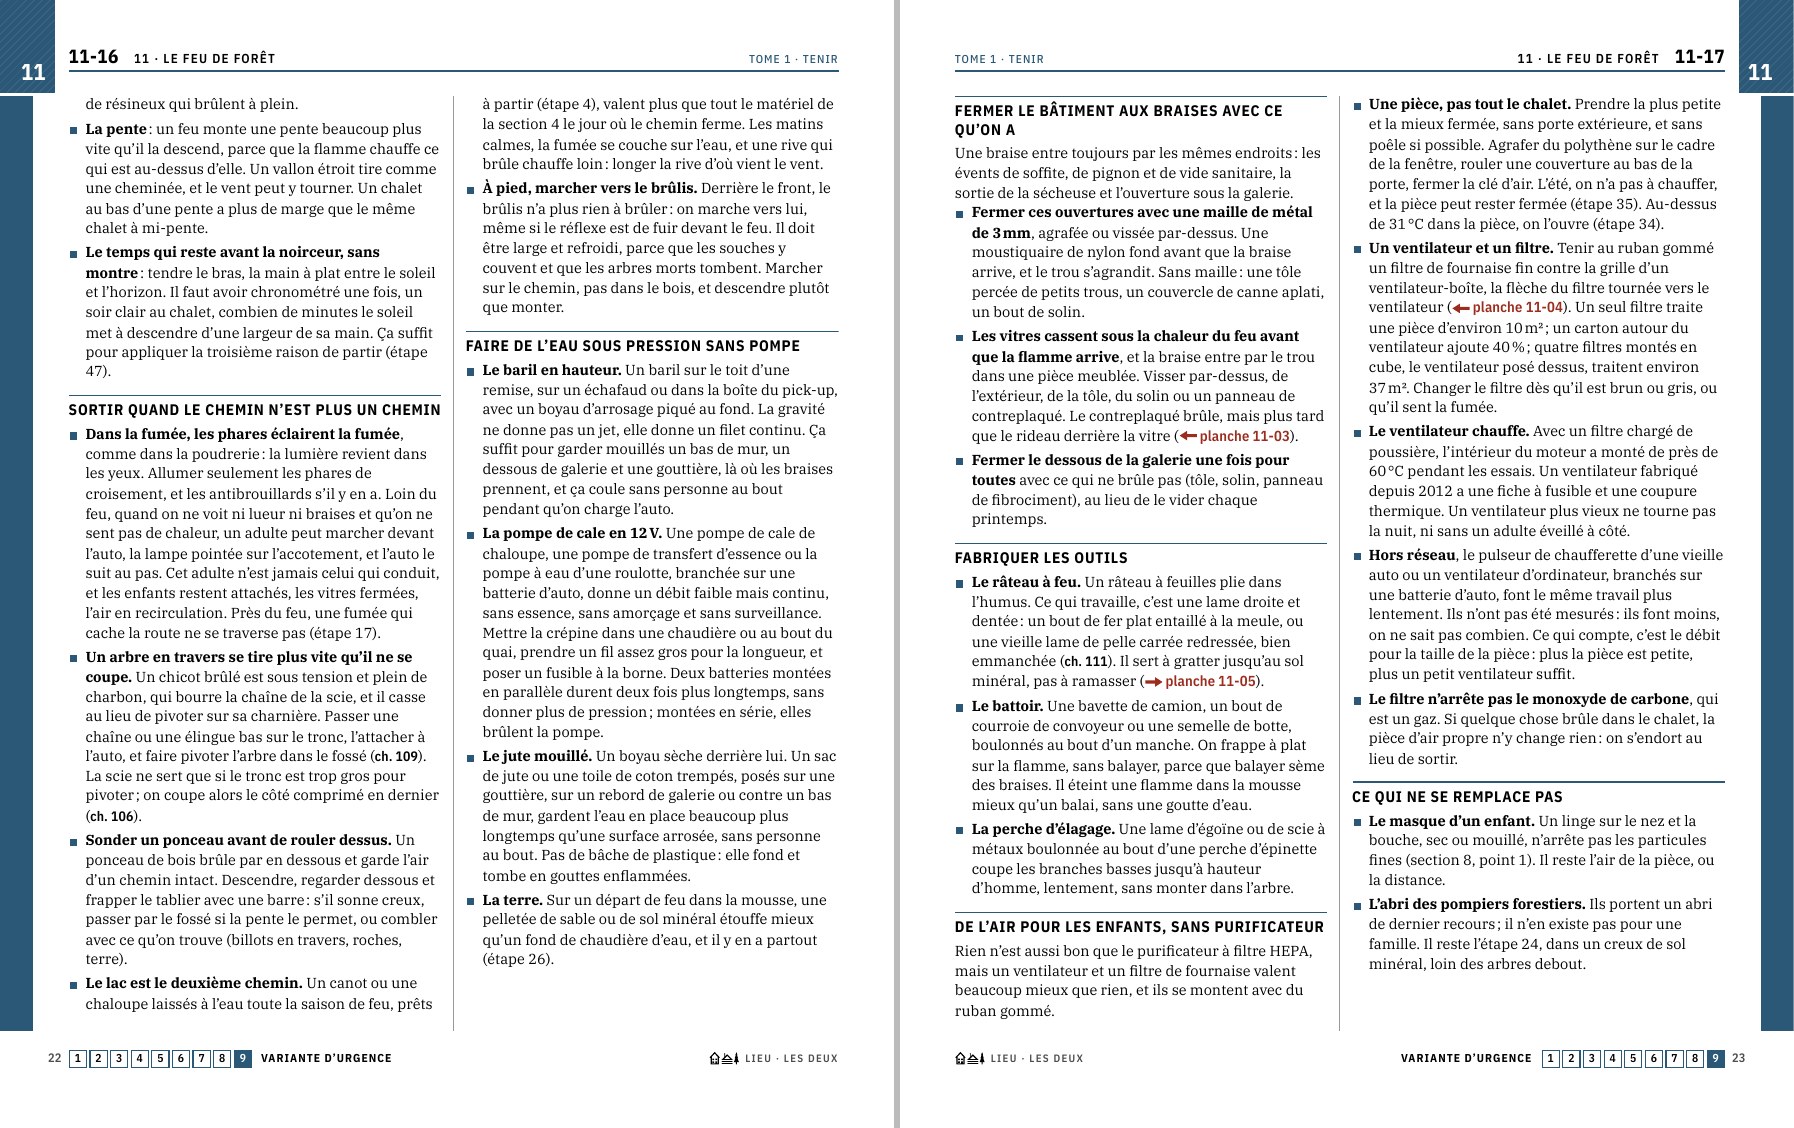 11
11-16 11 · LE FEU DE FORÊT
TOME 1 · TENIR
de résineux qui brûlent à plein.
La pente : un feu monte une pente beaucoup plus
vite qu’il la descend, parce que la flamme chauffe ce
qui est au-dessus d’elle. Un vallon étroit tire comme
une cheminée, et le vent peut y tourner. Un chalet
au bas d’une pente a plus de marge que le même
chalet à mi-pente.
Le temps qui reste avant la noirceur, sans
montre : tendre le bras, la main à plat entre le soleil
et l’horizon. Il faut avoir chronométré une fois, un
soir clair au chalet, combien de minutes le soleil
met à descendre d’une largeur de sa main. Ça suffit
pour appliquer la troisième raison de partir (étape
47).
SORTIR QUAND LE CHEMIN N’EST PLUS UN CHEMIN
Dans la fumée, les phares éclairent la fumée,
comme dans la poudrerie : la lumière revient dans
les yeux. Allumer seulement les phares de
croisement, et les antibrouillards s’il y en a. Loin du
feu, quand on ne voit ni lueur ni braises et qu’on ne
sent pas de chaleur, un adulte peut marcher devant
l’auto, la lampe pointée sur l’accotement, et l’auto le
suit au pas. Cet adulte n’est jamais celui qui conduit,
et les enfants restent attachés, les vitres fermées,
l’air en recirculation. Près du feu, une fumée qui
cache la route ne se traverse pas (étape 17).
Un arbre en travers se tire plus vite qu’il ne se
coupe. Un chicot brûlé est sous tension et plein de
charbon, qui bourre la chaîne de la scie, et il casse
au lieu de pivoter sur sa charnière. Passer une
chaîne ou une élingue bas sur le tronc, l’attacher à
l’auto, et faire pivoter l’arbre dans le fossé (ch. 109).
La scie ne sert que si le tronc est trop gros pour
pivoter ; on coupe alors le côté comprimé en dernier
(ch. 106).
Sonder un ponceau avant de rouler dessus. Un
ponceau de bois brûle par en dessous et garde l’air
d’un chemin intact. Descendre, regarder dessous et
frapper le tablier avec une barre : s’il sonne creux,
passer par le fossé si la pente le permet, ou combler
avec ce qu’on trouve (billots en travers, roches,
terre).
Le lac est le deuxième chemin. Un canot ou une
chaloupe laissés à l’eau toute la saison de feu, prêts
à partir (étape 4), valent plus que tout le matériel de
la section 4 le jour où le chemin ferme. Les matins
calmes, la fumée se couche sur l’eau, et une rive qui
brûle chauffe loin : longer la rive d’où vient le vent.
À pied, marcher vers le brûlis. Derrière le front, le
brûlis n’a plus rien à brûler : on marche vers lui,
même si le réflexe est de fuir devant le feu. Il doit
être large et refroidi, parce que les souches y
couvent et que les arbres morts tombent. Marcher
sur le chemin, pas dans le bois, et descendre plutôt
que monter.
FAIRE DE L’EAU SOUS PRESSION SANS POMPE
Le baril en hauteur. Un baril sur le toit d’une
remise, sur un échafaud ou dans la boîte du pick-up,
avec un boyau d’arrosage piqué au fond. La gravité
ne donne pas un jet, elle donne un filet continu. Ça
suffit pour garder mouillés un bas de mur, un
dessous de galerie et une gouttière, là où les braises
prennent, et ça coule sans personne au bout
pendant qu’on charge l’auto.
La pompe de cale en 12 V. Une pompe de cale de
chaloupe, une pompe de transfert d’essence ou la
pompe à eau d’une roulotte, branchée sur une
batterie d’auto, donne un débit faible mais continu,
sans essence, sans amorçage et sans surveillance.
Mettre la crépine dans une chaudière ou au bout du
quai, prendre un fil assez gros pour la longueur, et
poser un fusible à la borne. Deux batteries montées
en parallèle durent deux fois plus longtemps, sans
donner plus de pression ; montées en série, elles
brûlent la pompe.
Le jute mouillé. Un boyau sèche derrière lui. Un sac
de jute ou une toile de coton trempés, posés sur une
gouttière, sur un rebord de galerie ou contre un bas
de mur, gardent l’eau en place beaucoup plus
longtemps qu’une surface arrosée, sans personne
au bout. Pas de bâche de plastique : elle fond et
tombe en gouttes enflammées.
La terre. Sur un départ de feu dans la mousse, une
pelletée de sable ou de sol minéral étouffe mieux
qu’un fond de chaudière d’eau, et il y en a partout
(étape 26).
22 1 2 3 4 5 6 7 8 9 VARIANTE D’URGENCE
LIEU · LES DEUX
TOME 1 · TENIR
11 · LE FEU DE FORÊT 11-17
11
FERMER LE BÂTIMENT AUX BRAISES AVEC CE
QU’ON A
Une braise entre toujours par les mêmes endroits : les
évents de soffite, de pignon et de vide sanitaire, la
sortie de la sécheuse et l’ouverture sous la galerie.
Fermer ces ouvertures avec une maille de métal
de 3 mm, agrafée ou vissée par-dessus. Une
moustiquaire de nylon fond avant que la braise
arrive, et le trou s’agrandit. Sans maille : une tôle
percée de petits trous, un couvercle de canne aplati,
un bout de solin.
Les vitres cassent sous la chaleur du feu avant
que la flamme arrive, et la braise entre par le trou
dans une pièce meublée. Visser par-dessus, de
l’extérieur, de la tôle, du solin ou un panneau de
contreplaqué. Le contreplaqué brûle, mais plus tard
que le rideau derrière la vitre (← planche 11-03).
Fermer le dessous de la galerie une fois pour
toutes avec ce qui ne brûle pas (tôle, solin, panneau
de fibrociment), au lieu de le vider chaque
printemps.
FABRIQUER LES OUTILS
Le râteau à feu. Un râteau à feuilles plie dans
l’humus. Ce qui travaille, c’est une lame droite et
dentée : un bout de fer plat entaillé à la meule, ou
une vieille lame de pelle carrée redressée, bien
emmanchée (ch. 111). Il sert à gratter jusqu’au sol
minéral, pas à ramasser (→ planche 11-05).
Le battoir. Une bavette de camion, un bout de
courroie de convoyeur ou une semelle de botte,
boulonnés au bout d’un manche. On frappe à plat
sur la flamme, sans balayer, parce que balayer sème
des braises. Il éteint une flamme dans la mousse
mieux qu’un balai, sans une goutte d’eau.
La perche d’élagage. Une lame d’égoïne ou de scie à
métaux boulonnée au bout d’une perche d’épinette
coupe les branches basses jusqu’à hauteur
d’homme, lentement, sans monter dans l’arbre.
DE L’AIR POUR LES ENFANTS, SANS PURIFICATEUR
Rien n’est aussi bon que le purificateur à filtre HEPA,
mais un ventilateur et un filtre de fournaise valent
beaucoup mieux que rien, et ils se montent avec du
ruban gommé.
Une pièce, pas tout le chalet. Prendre la plus petite
et la mieux fermée, sans porte extérieure, et sans
poêle si possible. Agrafer du polythène sur le cadre
de la fenêtre, rouler une couverture au bas de la
porte, fermer la clé d’air. L’été, on n’a pas à chauffer,
et la pièce peut rester fermée (étape 35). Au-dessus
de 31 °C dans la pièce, on l’ouvre (étape 34).
Un ventilateur et un filtre. Tenir au ruban gommé
un filtre de fournaise fin contre la grille d’un
ventilateur-boîte, la flèche du filtre tournée vers le
ventilateur (← planche 11-04). Un seul filtre traite
une pièce d’environ 10 m² ; un carton autour du
ventilateur ajoute 40 % ; quatre filtres montés en
cube, le ventilateur posé dessus, traitent environ
37 m². Changer le filtre dès qu’il est brun ou gris, ou
qu’il sent la fumée.
Le ventilateur chauffe. Avec un filtre chargé de
poussière, l’intérieur du moteur a monté de près de
60 °C pendant les essais. Un ventilateur fabriqué
depuis 2012 a une fiche à fusible et une coupure
thermique. Un ventilateur plus vieux ne tourne pas
la nuit, ni sans un adulte éveillé à côté.
Hors réseau, le pulseur de chaufferette d’une vieille
auto ou un ventilateur d’ordinateur, branchés sur
une batterie d’auto, font le même travail plus
lentement. Ils n’ont pas été mesurés : ils font moins,
on ne sait pas combien. Ce qui compte, c’est le débit
pour la taille de la pièce : plus la pièce est petite,
plus un petit ventilateur suffit.
Le filtre n’arrête pas le monoxyde de carbone, qui
est un gaz. Si quelque chose brûle dans le chalet, la
pièce d’air propre n’y change rien : on s’endort au
lieu de sortir.
CE QUI NE SE REMPLACE PAS
Le masque d’un enfant. Un linge sur le nez et la
bouche, sec ou mouillé, n’arrête pas les particules
fines (section 8, point 1). Il reste l’air de la pièce, ou
la distance.
L’abri des pompiers forestiers. Ils portent un abri
de dernier recours ; il n’en existe pas pour une
famille. Il reste l’étape 24, dans un creux de sol
minéral, loin des arbres debout.
LIEU · LES DEUX
VARIANTE D’URGENCE 1 2 3 4 5 6 7 8 9 23